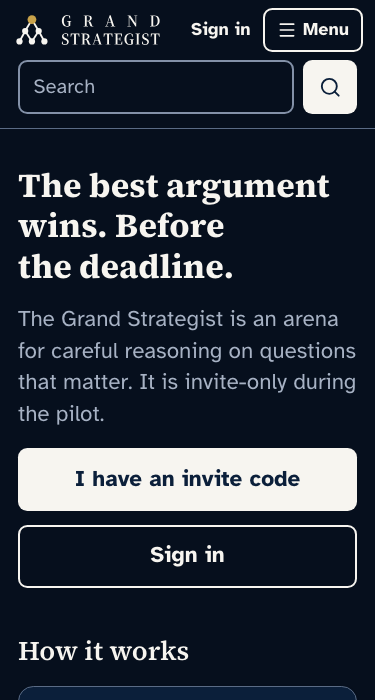 GRAND
STRATEGIST
Sign in
Menu
Search
The best argument
wins. Before
the deadline.
The Grand Strategist is an arena
for careful reasoning on questions
that matter. It is invite-only during
the pilot.
I have an invite code
Sign in
How it works